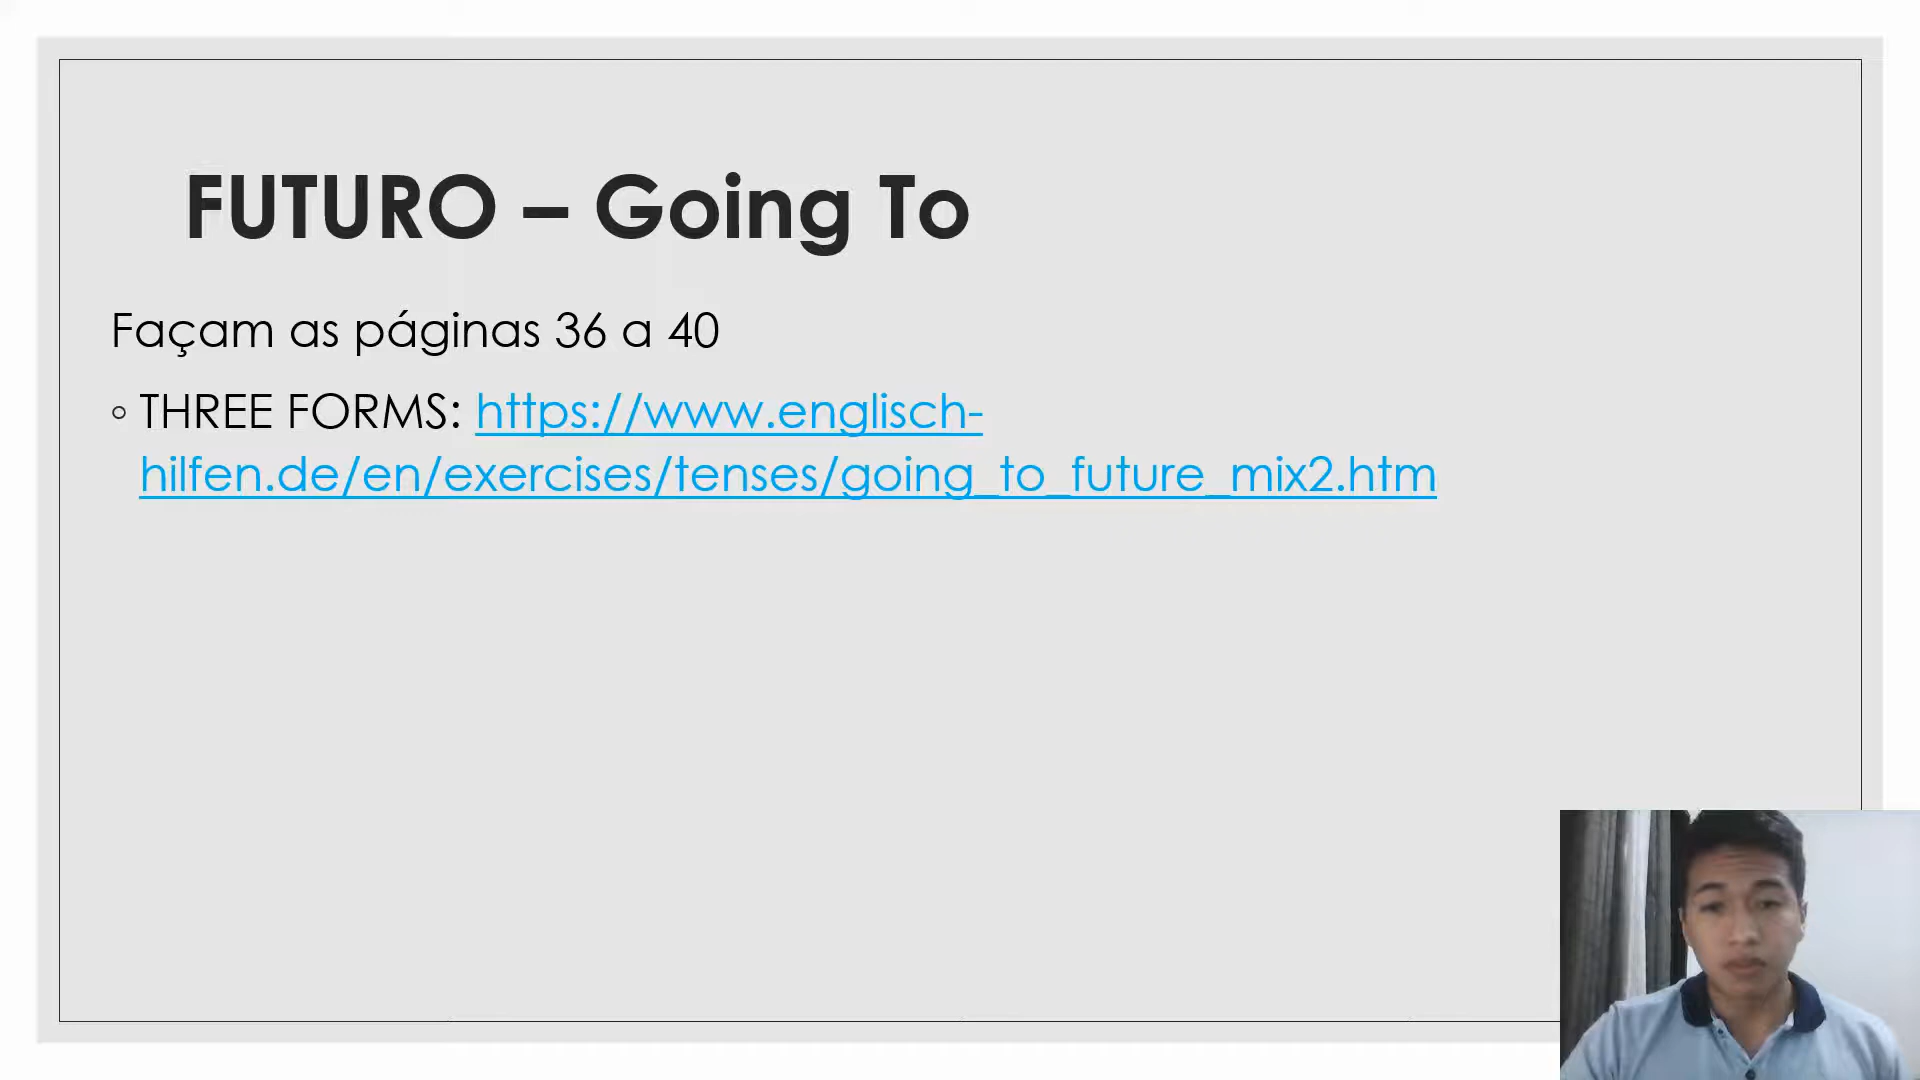 FUTURO – Going To
Façam as páginas 36 a 40
◦ THREE FORMS: https://www.englisch-
hilfen.de/en/exercises/tenses/going_to_future_mix2.htm